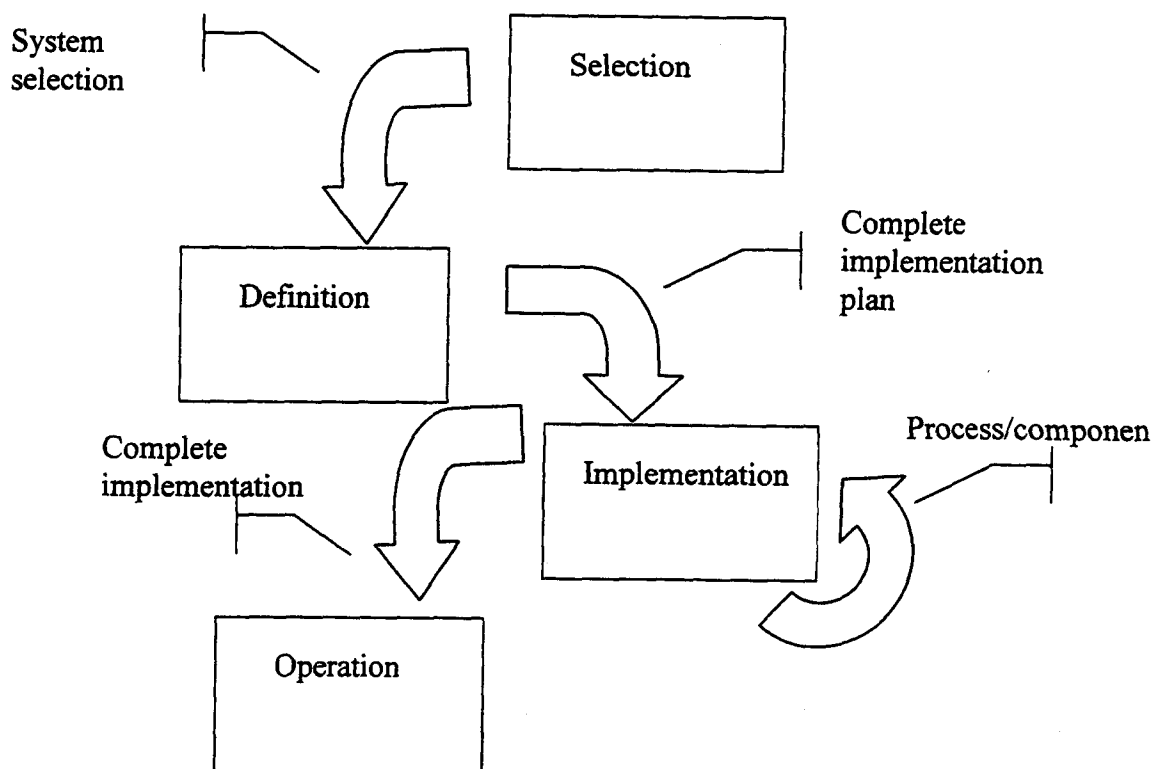 System
selection
Selection
Complete
implementation
plan
Definition
Process/componen
Complete
implementation
Implementation
Operation